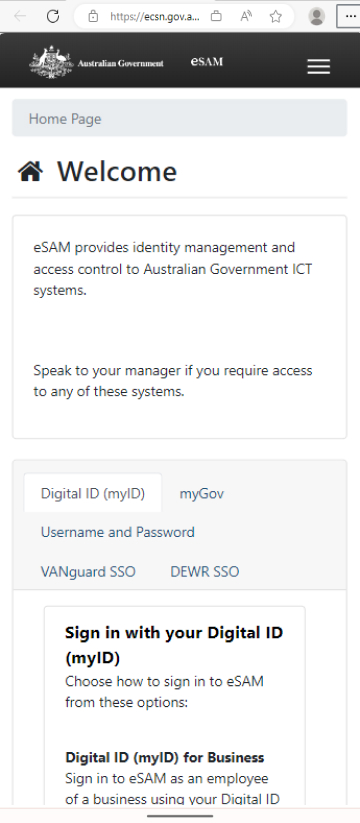 https://ecsn.gov.a...
Australian Government
eSAM
Home Page
Welcome
eSAM provides identity management and
access control to Australian Government ICT
systems.
Speak to your manager if you require access
to any of these systems.
Digital ID (myID)
myGov
Username and Password
VANguard SSO
DEWR SSO
Sign in with your Digital ID
(myID)
Choose how to sign in to eSAM
from these options:
Digital ID (myID) for Business
Sign in to eSAM as an employee
of a business using your Digital ID